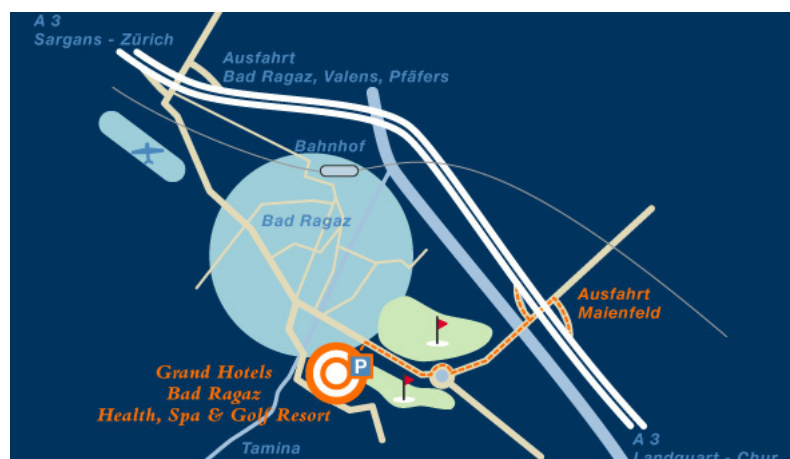 A 3
Sargans - Zürich
Ausfahrt
Bad Ragaz, Valens, Pfäfers
Bahnhof
Bad Ragaz
Ausfahrt
Maienfeld
P
Grand Hotels
Bad Ragaz
Health, Spa & Golf Resort
Tamina
A 3
Landquart - Chur